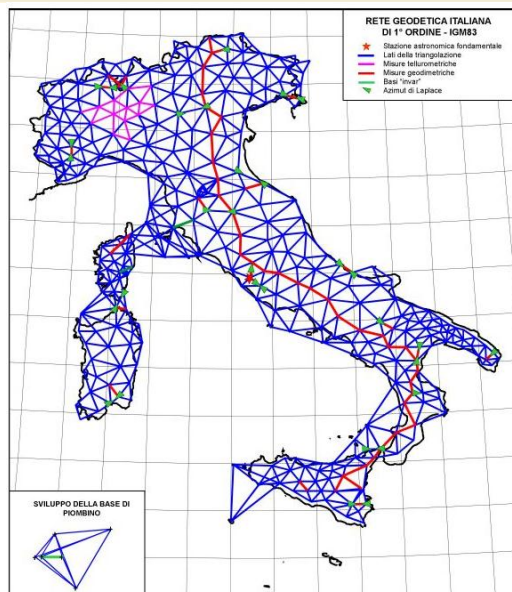 RETE GEODETICA ITALIANA
DI 1° ORDINE - IGM83
Stazione astronomica fondamentale
Lati della triangolazione
Misure tellurometriche
Misure geodimetriche
Basi "invar"
Azimut di Laplace
SVILUPPO DELLA BASE DI
PIOMBINO